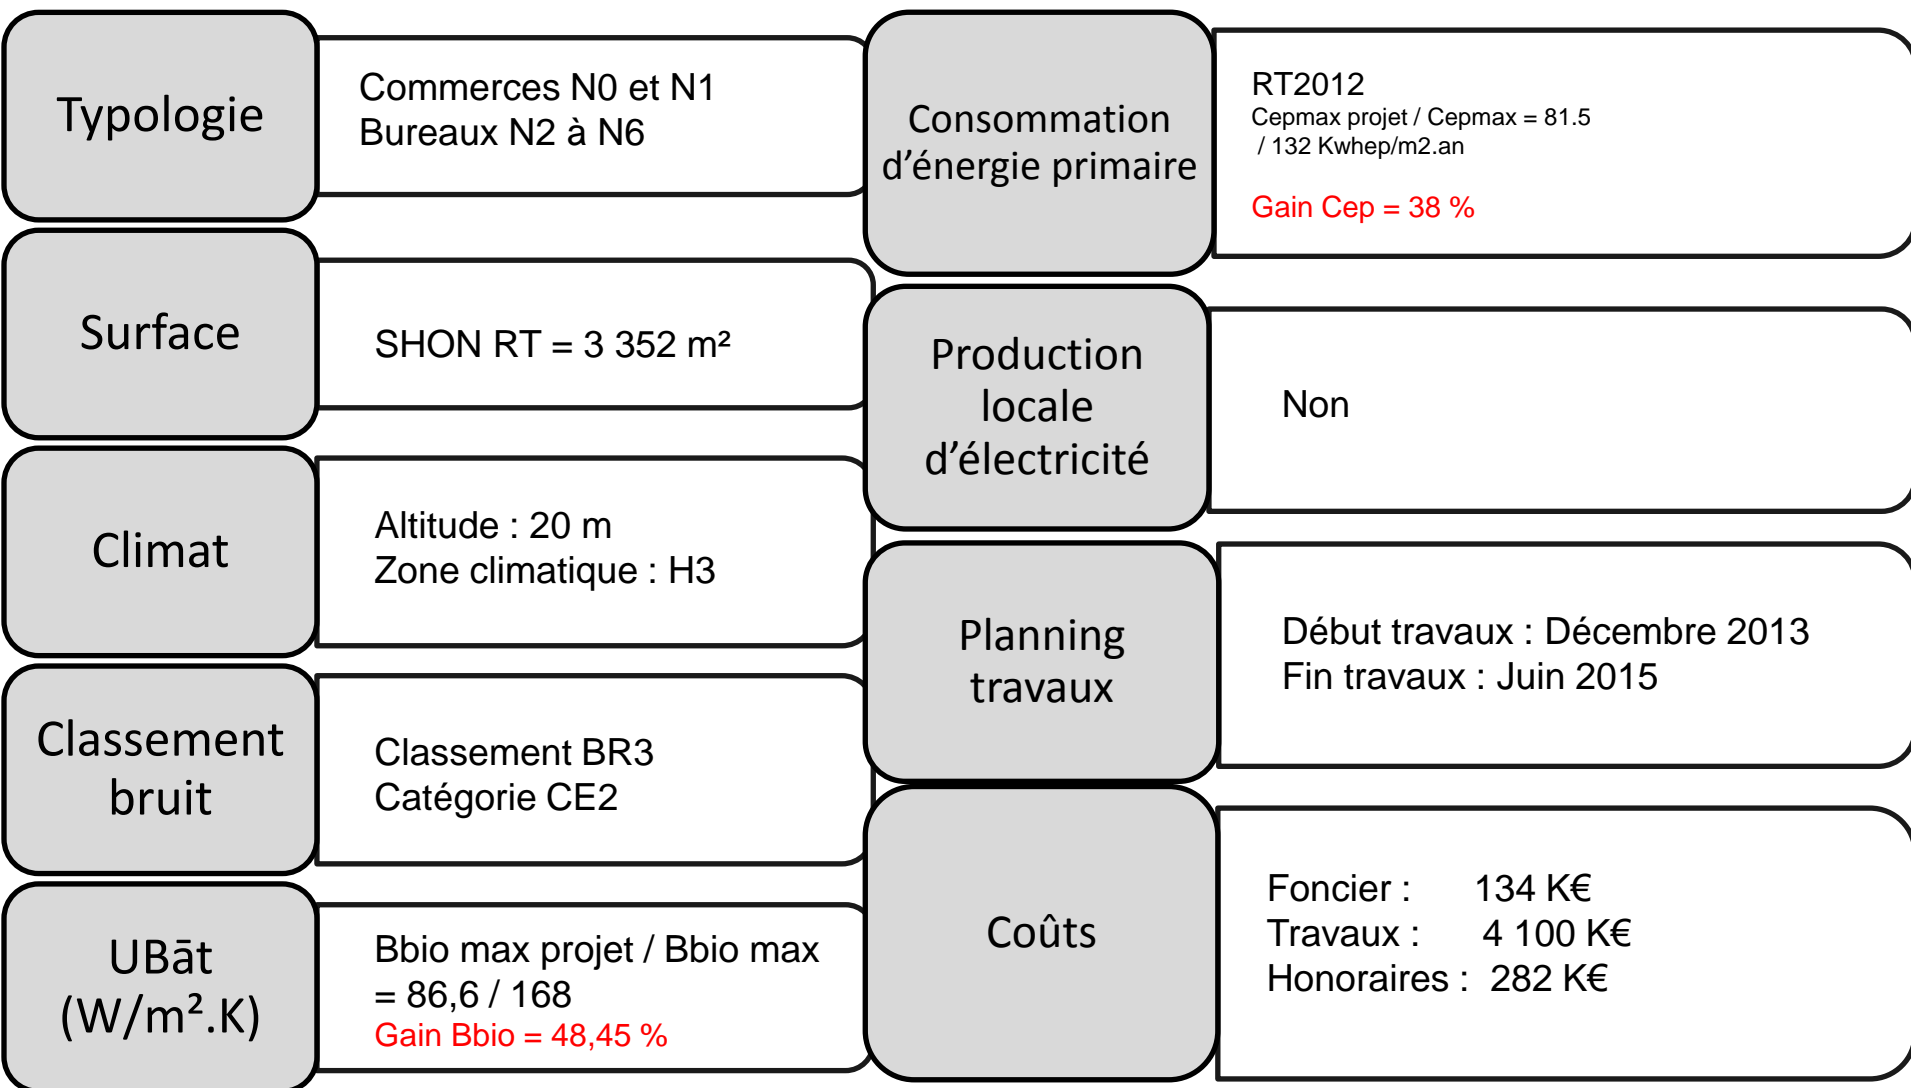 Typologie
Commerces N0 et N1
Bureaux N2 à N6
Surface
SHON RT = 3 352 m²
Climat
Altitude : 20 m
Zone climatique : H3
Classement
bruit
Classement BR3
Catégorie CE2
UBāt
(W/m².K)
Bbio max projet / Bbio max
= 86,6 / 168
Gain Bbio = 48,45 %
Consommation
d’énergie primaire
RT2012
Cepmax projet / Cepmax = 81.5
/ 132 Kwhep/m2.an
Gain Cep = 38 %
Production
locale
d’électricité
Non
Planning
travaux
Début travaux : Décembre 2013
Fin travaux : Juin 2015
Coûts
Foncier : 134 K€
Travaux : 4 100 K€
Honoraires : 282 K€